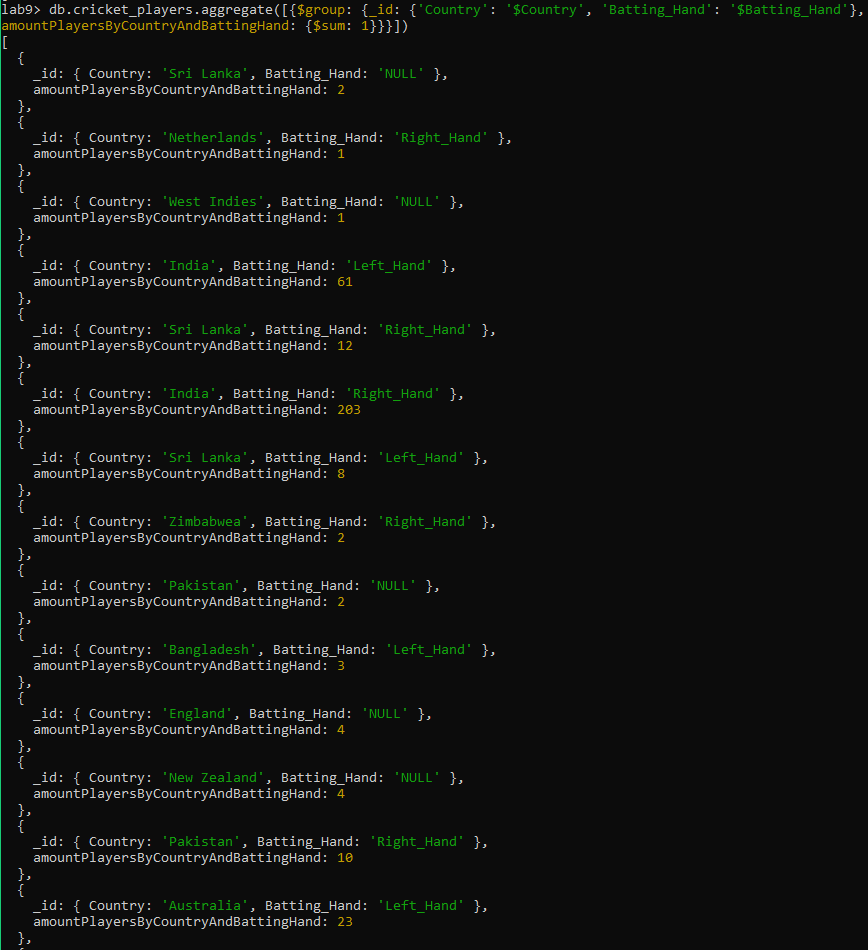 lab9> db.cricket_players.aggregate([{$group: {_id: {'Country': '$Country', 'Batting_Hand': '$Batting_Hand'},
amountPlayersByCountryAndBattingHand: {$sum: 1}}}])
[
  {
    _id: { Country: 'Sri Lanka', Batting_Hand: 'NULL' },
    amountPlayersByCountryAndBattingHand: 2
  },
  {
    _id: { Country: 'Netherlands', Batting_Hand: 'Right_Hand' },
    amountPlayersByCountryAndBattingHand: 1
  },
  {
    _id: { Country: 'West Indies', Batting_Hand: 'NULL' },
    amountPlayersByCountryAndBattingHand: 1
  },
  {
    _id: { Country: 'India', Batting_Hand: 'Left_Hand' },
    amountPlayersByCountryAndBattingHand: 61
  },
  {
    _id: { Country: 'Sri Lanka', Batting_Hand: 'Right_Hand' },
    amountPlayersByCountryAndBattingHand: 12
  },
  {
    _id: { Country: 'India', Batting_Hand: 'Right_Hand' },
    amountPlayersByCountryAndBattingHand: 203
  },
  {
    _id: { Country: 'Sri Lanka', Batting_Hand: 'Left_Hand' },
    amountPlayersByCountryAndBattingHand: 8
  },
  {
    _id: { Country: 'Zimbabwea', Batting_Hand: 'Right_Hand' },
    amountPlayersByCountryAndBattingHand: 2
  },
  {
    _id: { Country: 'Pakistan', Batting_Hand: 'NULL' },
    amountPlayersByCountryAndBattingHand: 2
  },
  {
    _id: { Country: 'Bangladesh', Batting_Hand: 'Left_Hand' },
    amountPlayersByCountryAndBattingHand: 3
  },
  {
    _id: { Country: 'England', Batting_Hand: 'NULL' },
    amountPlayersByCountryAndBattingHand: 4
  },
  {
    _id: { Country: 'New Zealand', Batting_Hand: 'NULL' },
    amountPlayersByCountryAndBattingHand: 4
  },
  {
    _id: { Country: 'Pakistan', Batting_Hand: 'Right_Hand' },
    amountPlayersByCountryAndBattingHand: 10
  },
  {
    _id: { Country: 'Australia', Batting_Hand: 'Left_Hand' },
    amountPlayersByCountryAndBattingHand: 23
  },